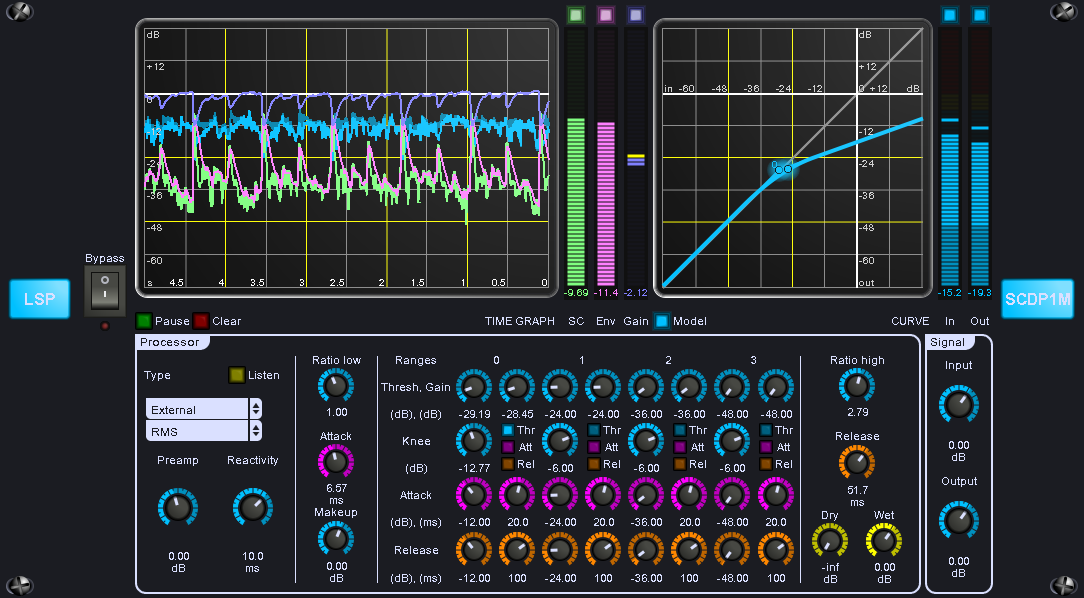 dB
+12
0
-12
-24
-36
-48
-60
s 4.5 4 3.5 3 2.5 2 1.5 1 0.5 0
-9.69 -11.4 -2.12
dB
+12
in -60 -48 -36 -24 -12 0 +12 dB
-12
-24
-36
-48
-60
out
0
-15.2 -19.3
Bypass
LSP
SCDP1M
Pause Clear TIME GRAPH SC Env Gain Model CURVE In Out
Processor
Type Listen
External
RMS
Preamp Reactivity
0.00 10.0
dB ms
Ratio low
1.00
Attack
6.57
ms
Makeup
0.00
dB
Ranges 0 1 2 3
Thresh, Gain
(dB), (dB) -29.19 -28.45 -24.00 -24.00 -36.00 -36.00 -48.00 -48.00
Knee Thr Thr Thr Thr
Att Att Att Att
Rel Rel Rel Rel
(dB) -12.77 -6.00 -6.00 -6.00
Attack
(dB), (ms) -12.00 20.0 -24.00 20.0 -36.00 20.0 -48.00 20.0
Release
(dB), (ms) -12.00 100 -24.00 100 -36.00 100 -48.00 100
Ratio high
2.79
Release
51.7
ms
Dry Wet
-inf 0.00
dB dB
Signal
Input
0.00
dB
Output
0.00
dB